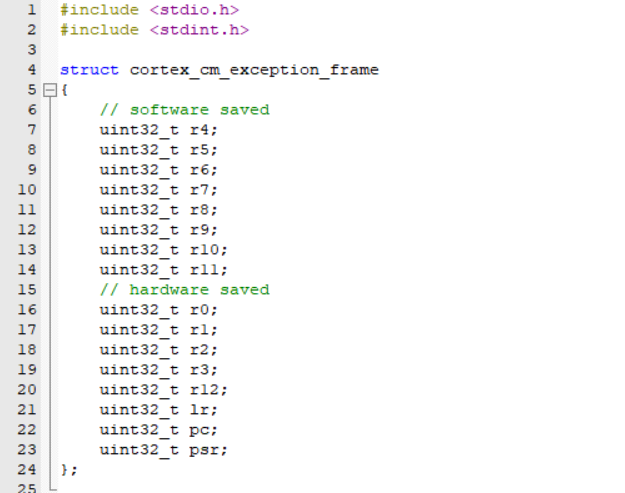 1 #include <stdio.h>
2 #include <stdint.h>
3
4 struct cortex_cm_exception_frame
5 {
6 // software saved
7 uint32_t r4;
8 uint32_t r5;
9 uint32_t r6;
10 uint32_t r7;
11 uint32_t r8;
12 uint32_t r9;
13 uint32_t r10;
14 uint32_t r11;
15 // hardware saved
16 uint32_t r0;
17 uint32_t r1;
18 uint32_t r2;
19 uint32_t r3;
20 uint32_t r12;
21 uint32_t lr;
22 uint32_t pc;
23 uint32_t psr;
24 };
25